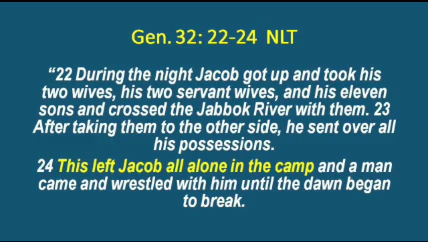 Gen. 32: 22-24 NLT
“22 During the night Jacob got up and took his
two wives, his two servant wives, and his eleven
sons and crossed the Jabbok River with them. 23
After taking them to the other side, he sent over all
his possessions.
24 This left Jacob all alone in the camp and a man
came and wrestled with him until the dawn began
to break.